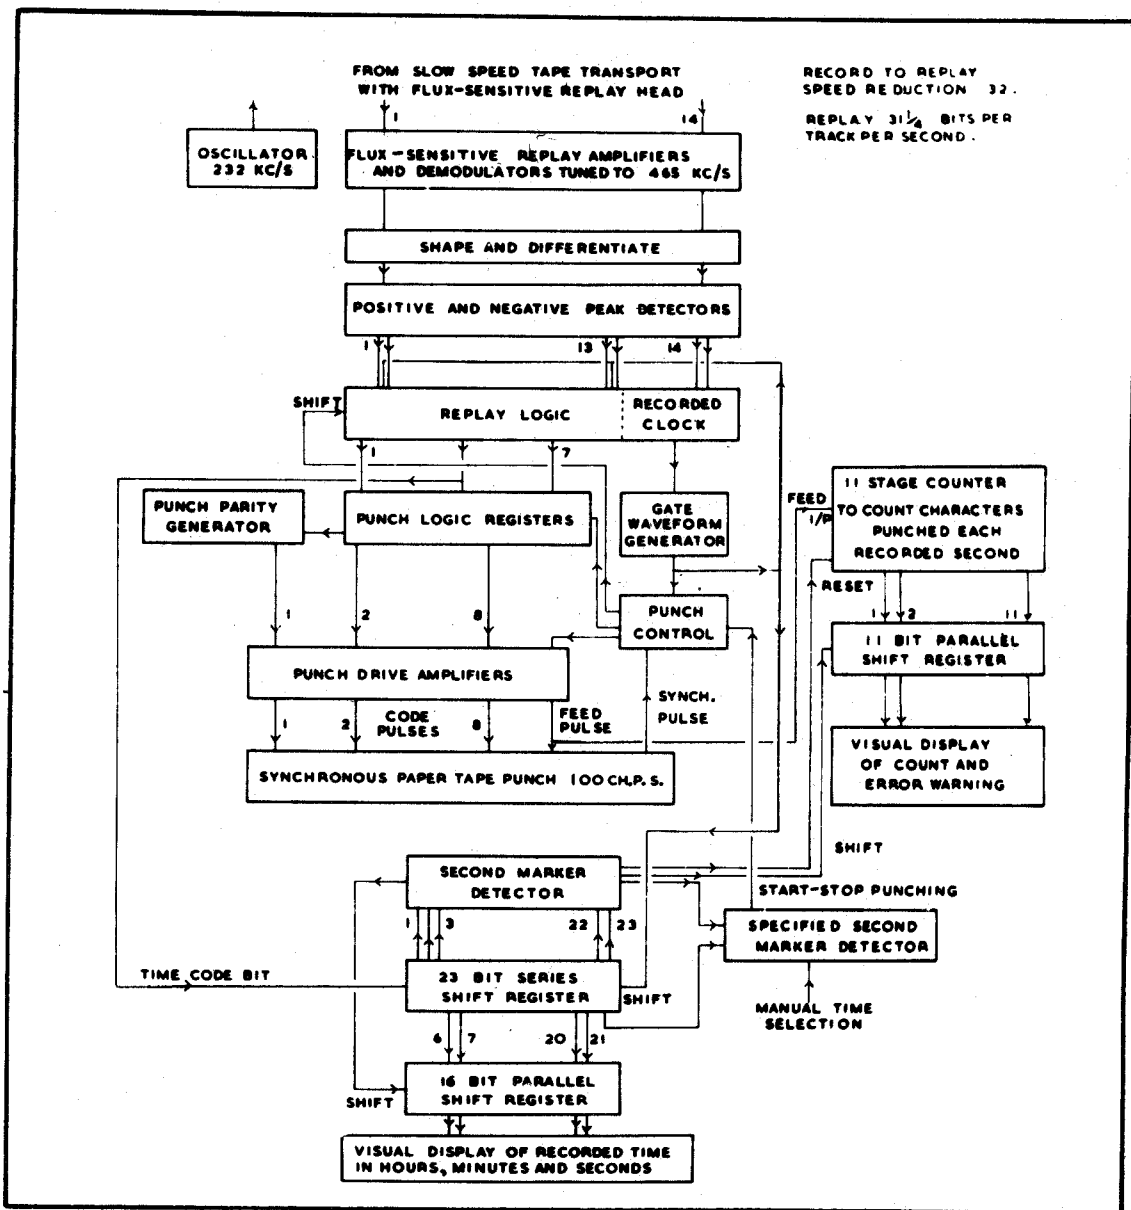 FROM SLOW SPEED TAPE TRANSPORT
WITH FLUX-SENSITIVE REPLAY HEAD
RECORD TO REPLAY
SPEED REDUCTION 32.
REPLAY 31¼ BITS PER
TRACK PER SECOND.
1
14
OSCILLATOR
232 KC/S
FLUX-SENSITIVE REPLAY AMPLIFIERS
AND DEMODULATORS TUNED TO 465 KC/S
SHAPE AND DIFFERENTIATE
POSITIVE AND NEGATIVE PEAK DETECTORS
1
13
14
SHIFT
REPLAY LOGIC
RECORDED
CLOCK
1
7
PUNCH PARITY
GENERATOR
PUNCH LOGIC REGISTERS
GATE
WAVEFORM
GENERATOR
FEED
I/P
11 STAGE COUNTER
TO COUNT CHARACTERS
PUNCHED EACH
RECORDED SECOND
RESET
1
2
11
1
2
8
PUNCH
CONTROL
11 BIT PARALLEL
SHIFT REGISTER
PUNCH DRIVE AMPLIFIERS
1
2
CODE
PULSES
8
FEED
PULSE
SYNCH.
PULSE
VISUAL DISPLAY
OF COUNT AND
ERROR WARNING
SYNCHRONOUS PAPER TAPE PUNCH 100 CH.P.S.
SHIFT
SECOND MARKER
DETECTOR
START-STOP PUNCHING
1
3
22
23
SPECIFIED SECOND
MARKER DETECTOR
TIME CODE BIT
23 BIT SERIES
SHIFT REGISTER
SHIFT
MANUAL TIME
SELECTION
6
7
20
21
16 BIT PARALLEL
SHIFT REGISTER
SHIFT
VISUAL DISPLAY OF RECORDED TIME
IN HOURS, MINUTES AND SECONDS